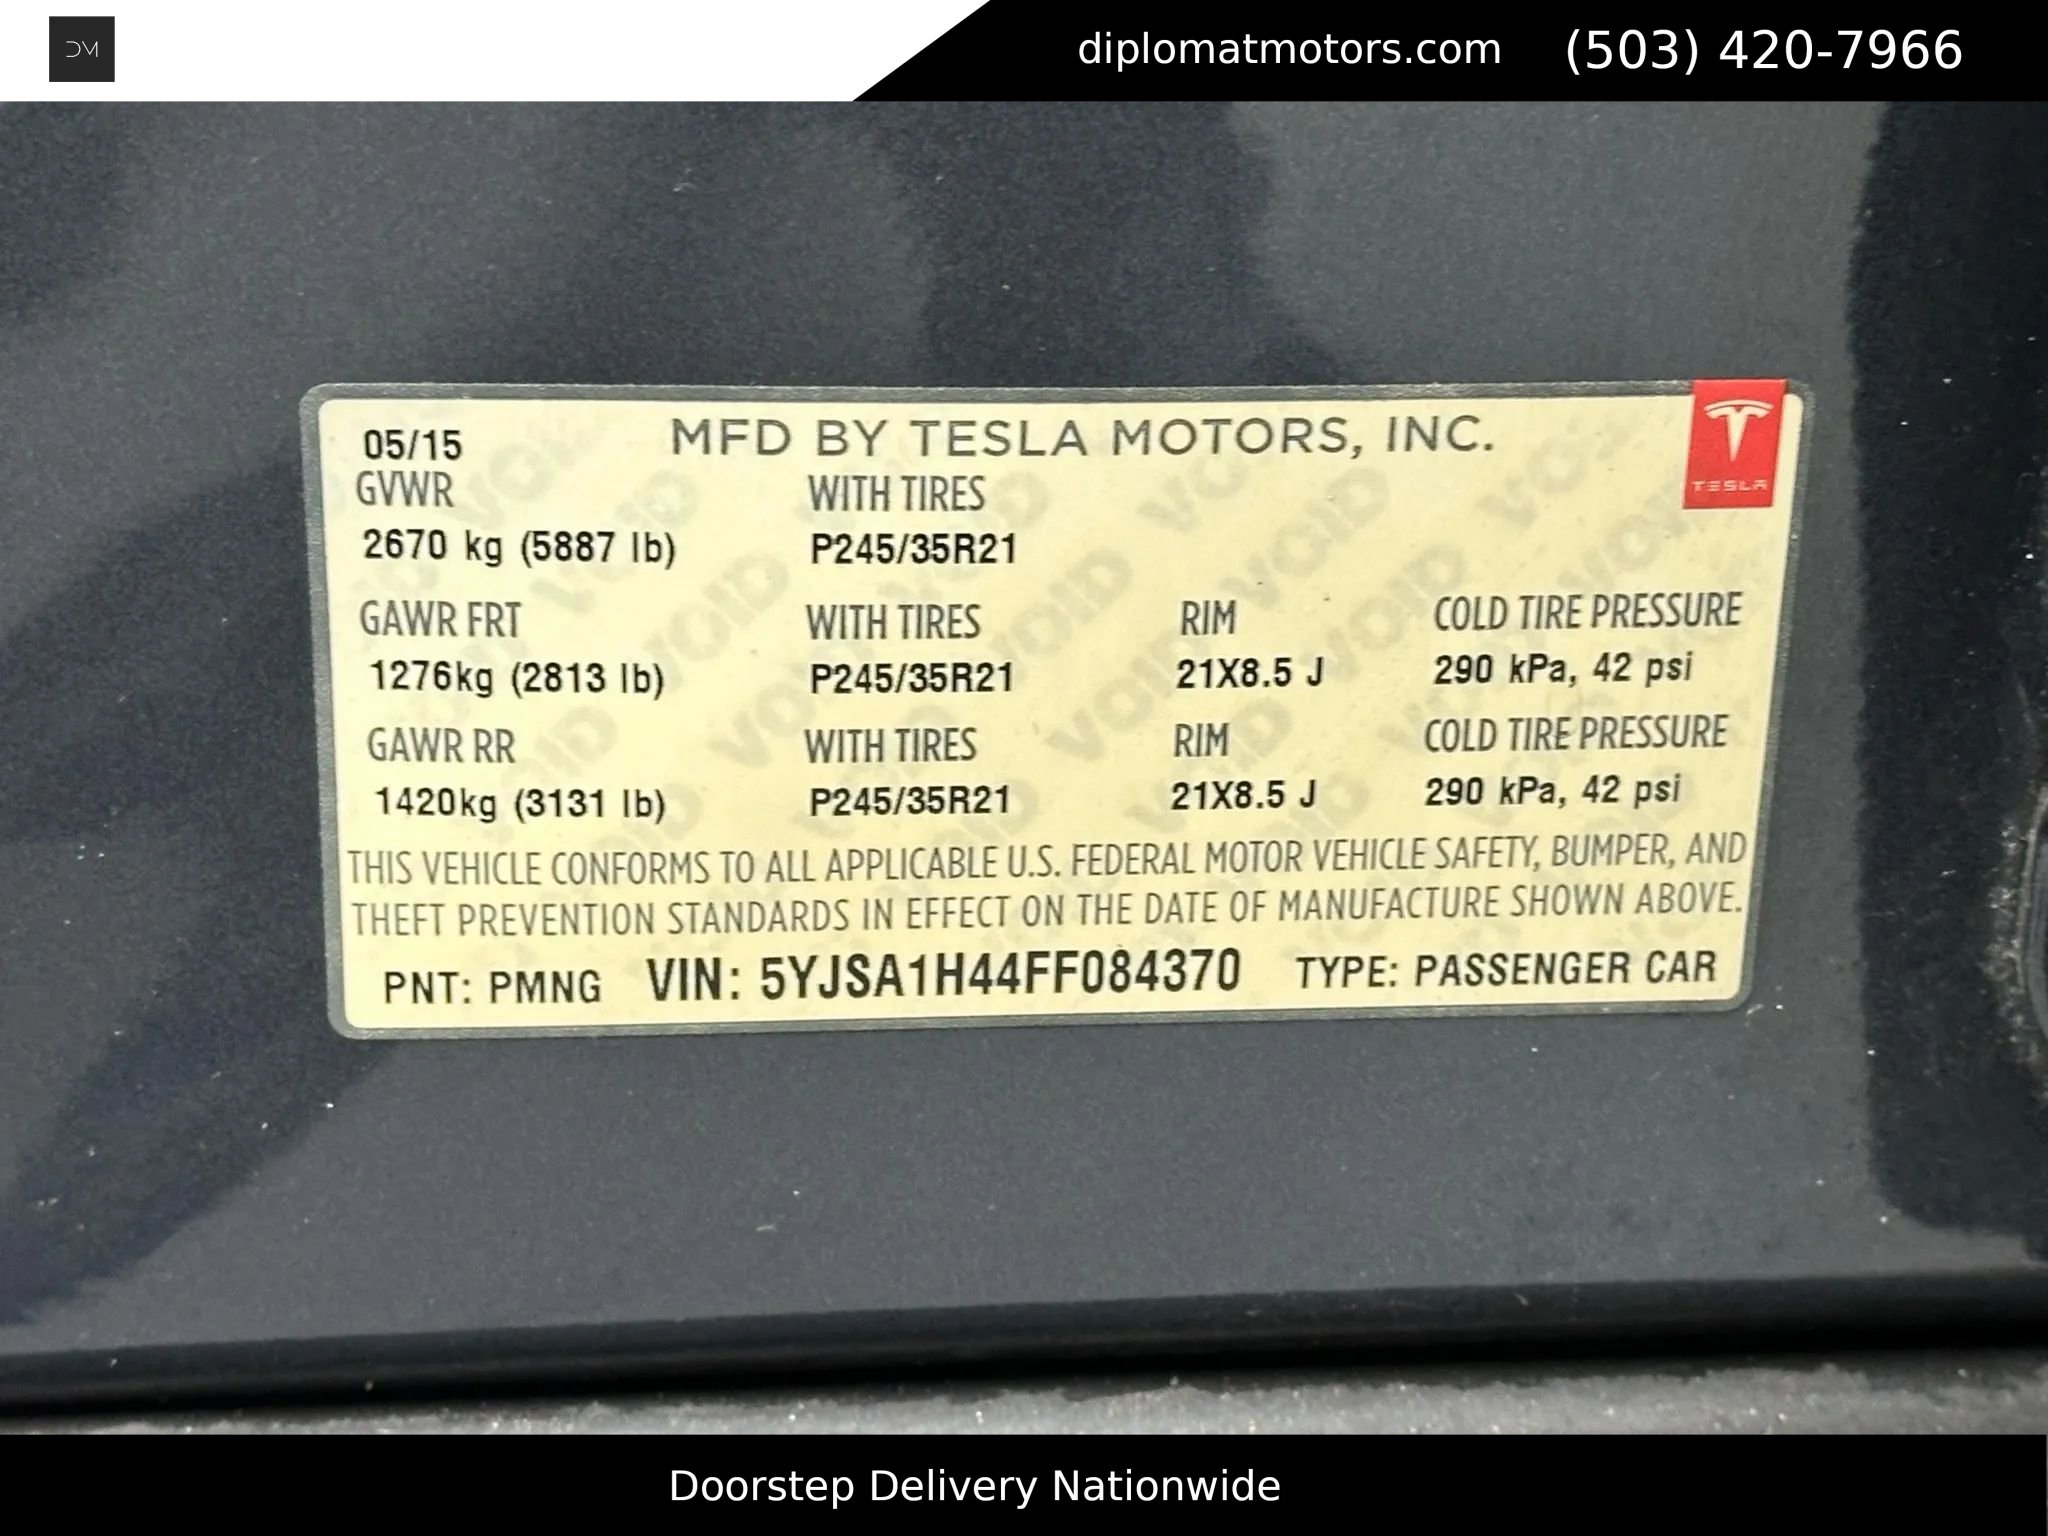 DM
diplomatmotors.com (503) 420-7966
05/15 MFD BY TESLA MOTORS, INC.
TESLA
GVWR WITH TIRES
2670 kg (5887 lb) P245/35R21
GAWR FRT WITH TIRES RIM COLD TIRE PRESSURE
1276kg (2813 lb) P245/35R21 21X8.5 J 290 kPa, 42 psi
GAWR RR WITH TIRES RIM COLD TIRE PRESSURE
1420kg (3131 lb) P245/35R21 21X8.5 J 290 kPa, 42 psi
THIS VEHICLE CONFORMS TO ALL APPLICABLE U.S. FEDERAL MOTOR VEHICLE SAFETY, BUMPER, AND
THEFT PREVENTION STANDARDS IN EFFECT ON THE DATE OF MANUFACTURE SHOWN ABOVE.
PNT: PMNG VIN: 5YJSA1H44FF084370 TYPE: PASSENGER CAR
Doorstep Delivery Nationwide